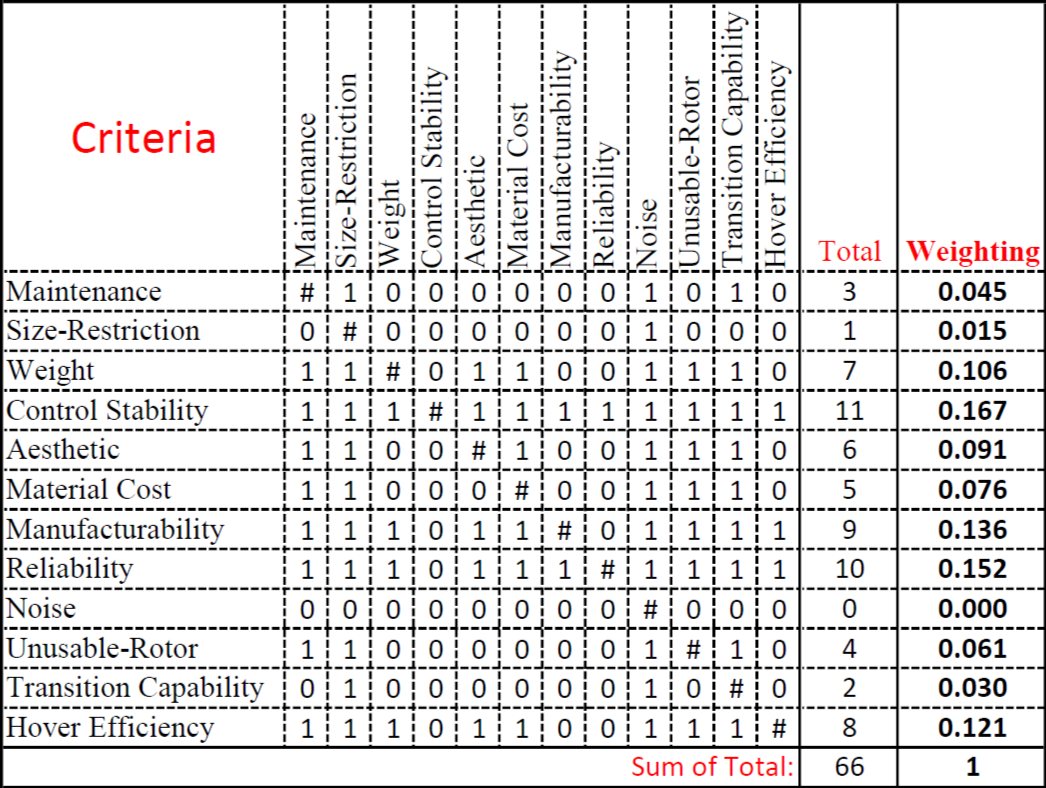 Criteria Maintenance Size-Restriction Weight Control Stability Aesthetic Material Cost Manufacturability Reliability Noise Unusable-Rotor Transition Capability Hover Efficiency Total Weighting
Maintenance # 1 0 0 0 0 0 0 1 0 1 0 3 0.045
Size-Restriction 0 # 0 0 0 0 0 0 1 0 0 0 1 0.015
Weight 1 1 # 0 1 1 0 0 1 1 1 0 7 0.106
Control Stability 1 1 1 # 1 1 1 1 1 1 1 1 11 0.167
Aesthetic 1 1 0 0 # 1 0 0 1 1 1 0 6 0.091
Material Cost 1 1 0 0 0 # 0 0 1 1 1 0 5 0.076
Manufacturability 1 1 1 0 1 1 # 0 1 1 1 1 9 0.136
Reliability 1 1 1 0 1 1 1 # 1 1 1 1 10 0.152
Noise 0 0 0 0 0 0 0 0 # 0 0 0 0 0.000
Unusable-Rotor 1 1 0 0 0 0 0 0 1 # 1 0 4 0.061
Transition Capability 0 1 0 0 0 0 0 0 1 0 # 0 2 0.030
Hover Efficiency 1 1 1 0 1 1 0 0 1 1 1 # 8 0.121
Sum of Total: 66 1